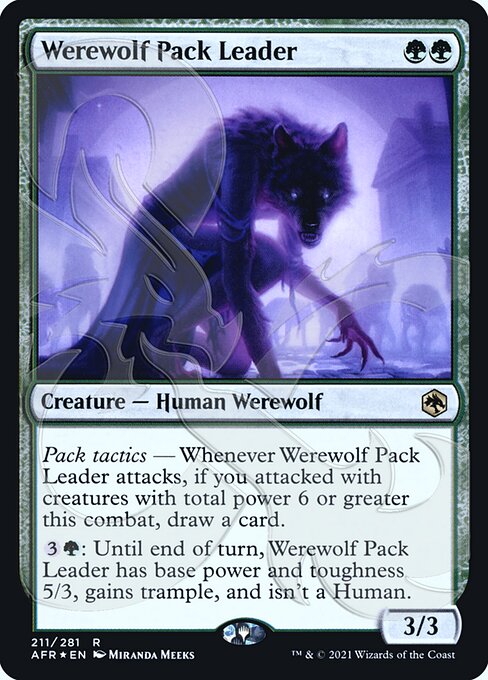 Werewolf Pack Leader
Creature — Human Werewolf
Pack tactics — Whenever Werewolf Pack
Leader attacks, if you attacked with
creatures with total power 6 or greater
this combat, draw a card.
3: Until end of turn, Werewolf Pack
Leader has base power and toughness
5/3, gains trample, and isn't a Human.
3/3
211/281 R
AFR ★ EN Miranda Meeks
™ & © 2021 Wizards of the Coast